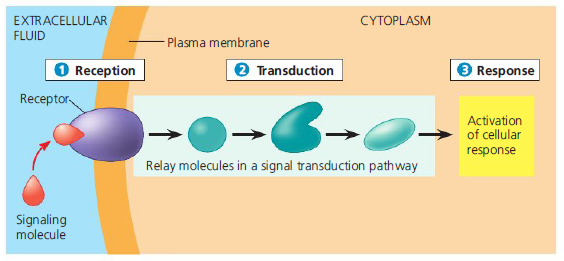 EXTRACELLULAR
FLUID
CYTOPLASM
Plasma membrane
1 Reception
2 Transduction
3 Response
Receptor
Activation
of cellular
response
Relay molecules in a signal transduction pathway
Signaling
molecule